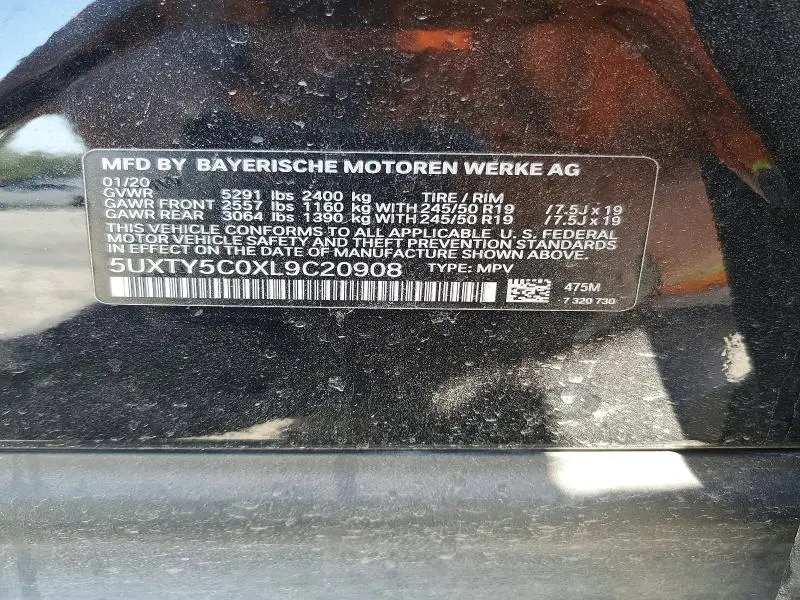 MFD BY BAYERISCHE MOTOREN WERKE AG
01/20
GVWR 5291 lbs 2400 kg TIRE / RIM
GAWR FRONT 2557 lbs 1160 kg WITH 245/50 R19 /7.5J x 19
GAWR REAR 3064 lbs 1390 kg WITH 245/50 R19 /7.5J x 19
THIS VEHICLE CONFORMS TO ALL APPLICABLE U.S. FEDERAL
MOTOR VEHICLE SAFETY AND THEFT PREVENTION STANDARDS
IN EFFECT ON THE DATE OF MANUFACTURE SHOWN ABOVE.
5UXTY5C0XL9C20908 TYPE: MPV
475M
7 320 730